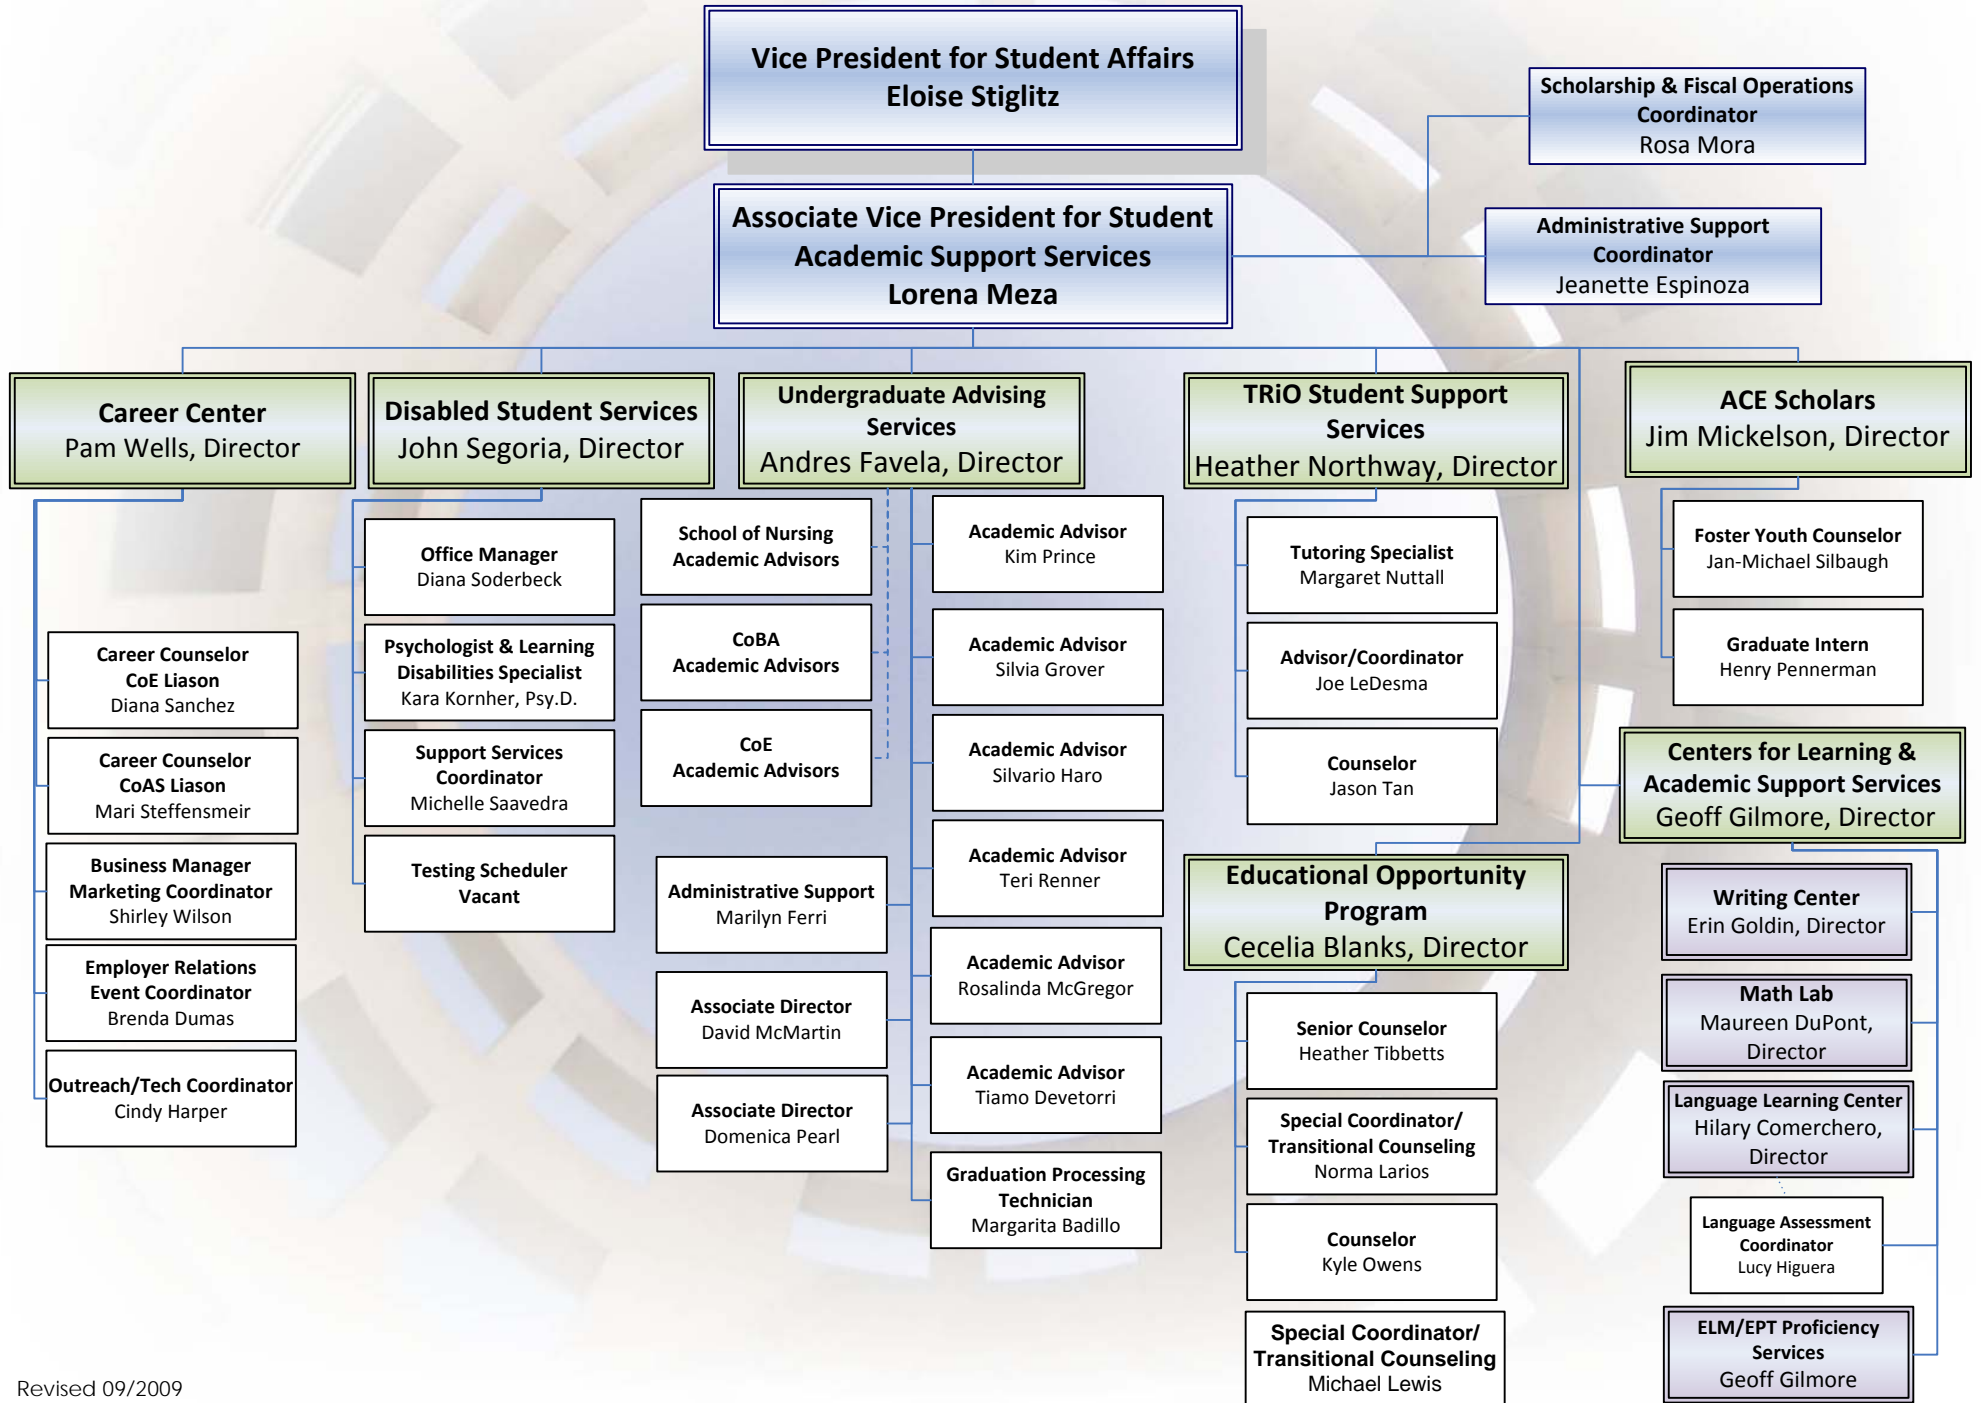 Vice President for Student Affairs
Eloise Stiglitz
Scholarship & Fiscal Operations
Coordinator
Rosa Mora
Associate Vice President for Student
Academic Support Services
Lorena Meza
Administrative Support
Coordinator
Jeanette Espinoza
Career Center
Pam Wells, Director
Disabled Student Services
John Segoria, Director
Undergraduate Advising
Services
Andres Favela, Director
TRiO Student Support
Services
Heather Northway, Director
ACE Scholars
Jim Mickelson, Director
Career Counselor
CoE Liason
Diana Sanchez
Career Counselor
CoAS Liason
Mari Steffensmeir
Business Manager
Marketing Coordinator
Shirley Wilson
Employer Relations
Event Coordinator
Brenda Dumas
Outreach/Tech Coordinator
Cindy Harper
Office Manager
Diana Soderbeck
Psychologist & Learning
Disabilities Specialist
Kara Kornher, Psy.D.
Support Services
Coordinator
Michelle Saavedra
Testing Scheduler
Vacant
School of Nursing
Academic Advisors
CoBA
Academic Advisors
CoE
Academic Advisors
Administrative Support
Marilyn Ferri
Associate Director
David McMartin
Associate Director
Domenica Pearl
Academic Advisor
Kim Prince
Academic Advisor
Silvia Grover
Academic Advisor
Silvario Haro
Academic Advisor
Teri Renner
Academic Advisor
Rosalinda McGregor
Academic Advisor
Tiamo Devetorri
Graduation Processing
Technician
Margarita Badillo
Tutoring Specialist
Margaret Nuttall
Advisor/Coordinator
Joe LeDesma
Counselor
Jason Tan
Educational Opportunity
Program
Cecelia Blanks, Director
Senior Counselor
Heather Tibbetts
Special Coordinator/
Transitional Counseling
Norma Larios
Counselor
Kyle Owens
Special Coordinator/
Transitional Counseling
Michael Lewis
Foster Youth Counselor
Jan-Michael Silbaugh
Graduate Intern
Henry Pennerman
Centers for Learning &
Academic Support Services
Geoff Gilmore, Director
Writing Center
Erin Goldin, Director
Math Lab
Maureen DuPont,
Director
Language Learning Center
Hilary Comerchero,
Director
Language Assessment
Coordinator
Lucy Higuera
ELM/EPT Proficiency
Services
Geoff Gilmore
Revised 09/2009